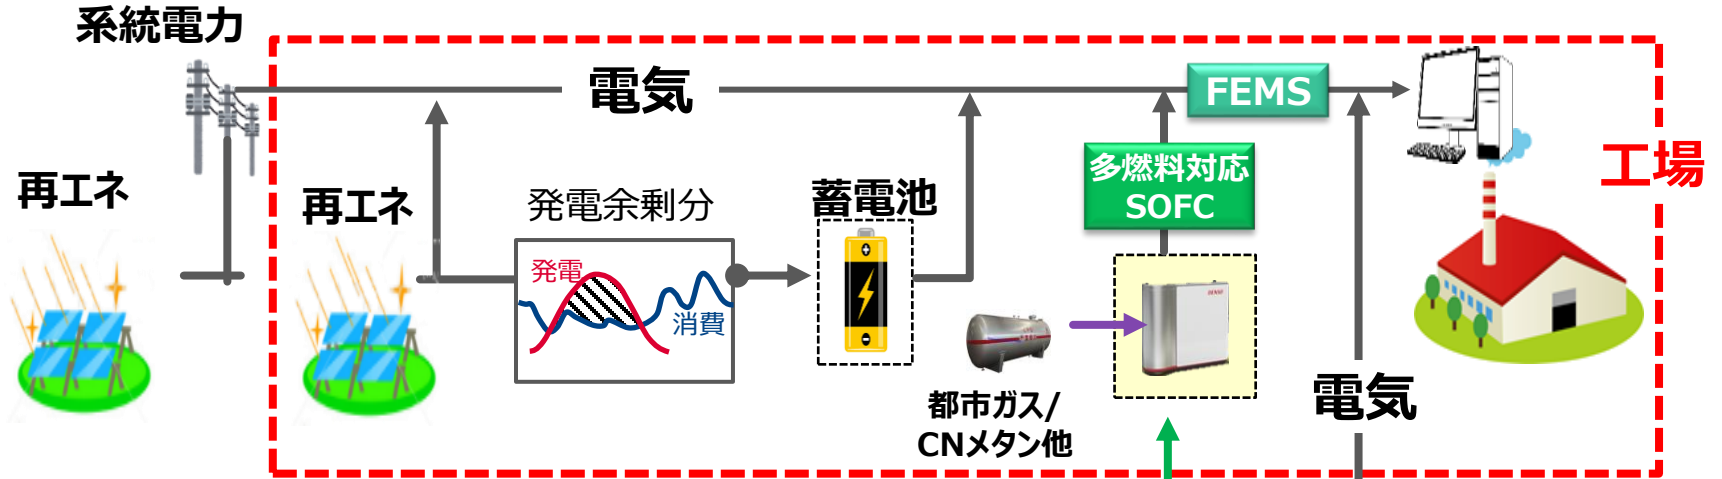 系統電力
電気
FEMS
工場
再エネ
再エネ
発電余剰分
蓄電池
多燃料対応
SOFC
発電
消費
DENSO
電気
都市ガス/
CNメタン他